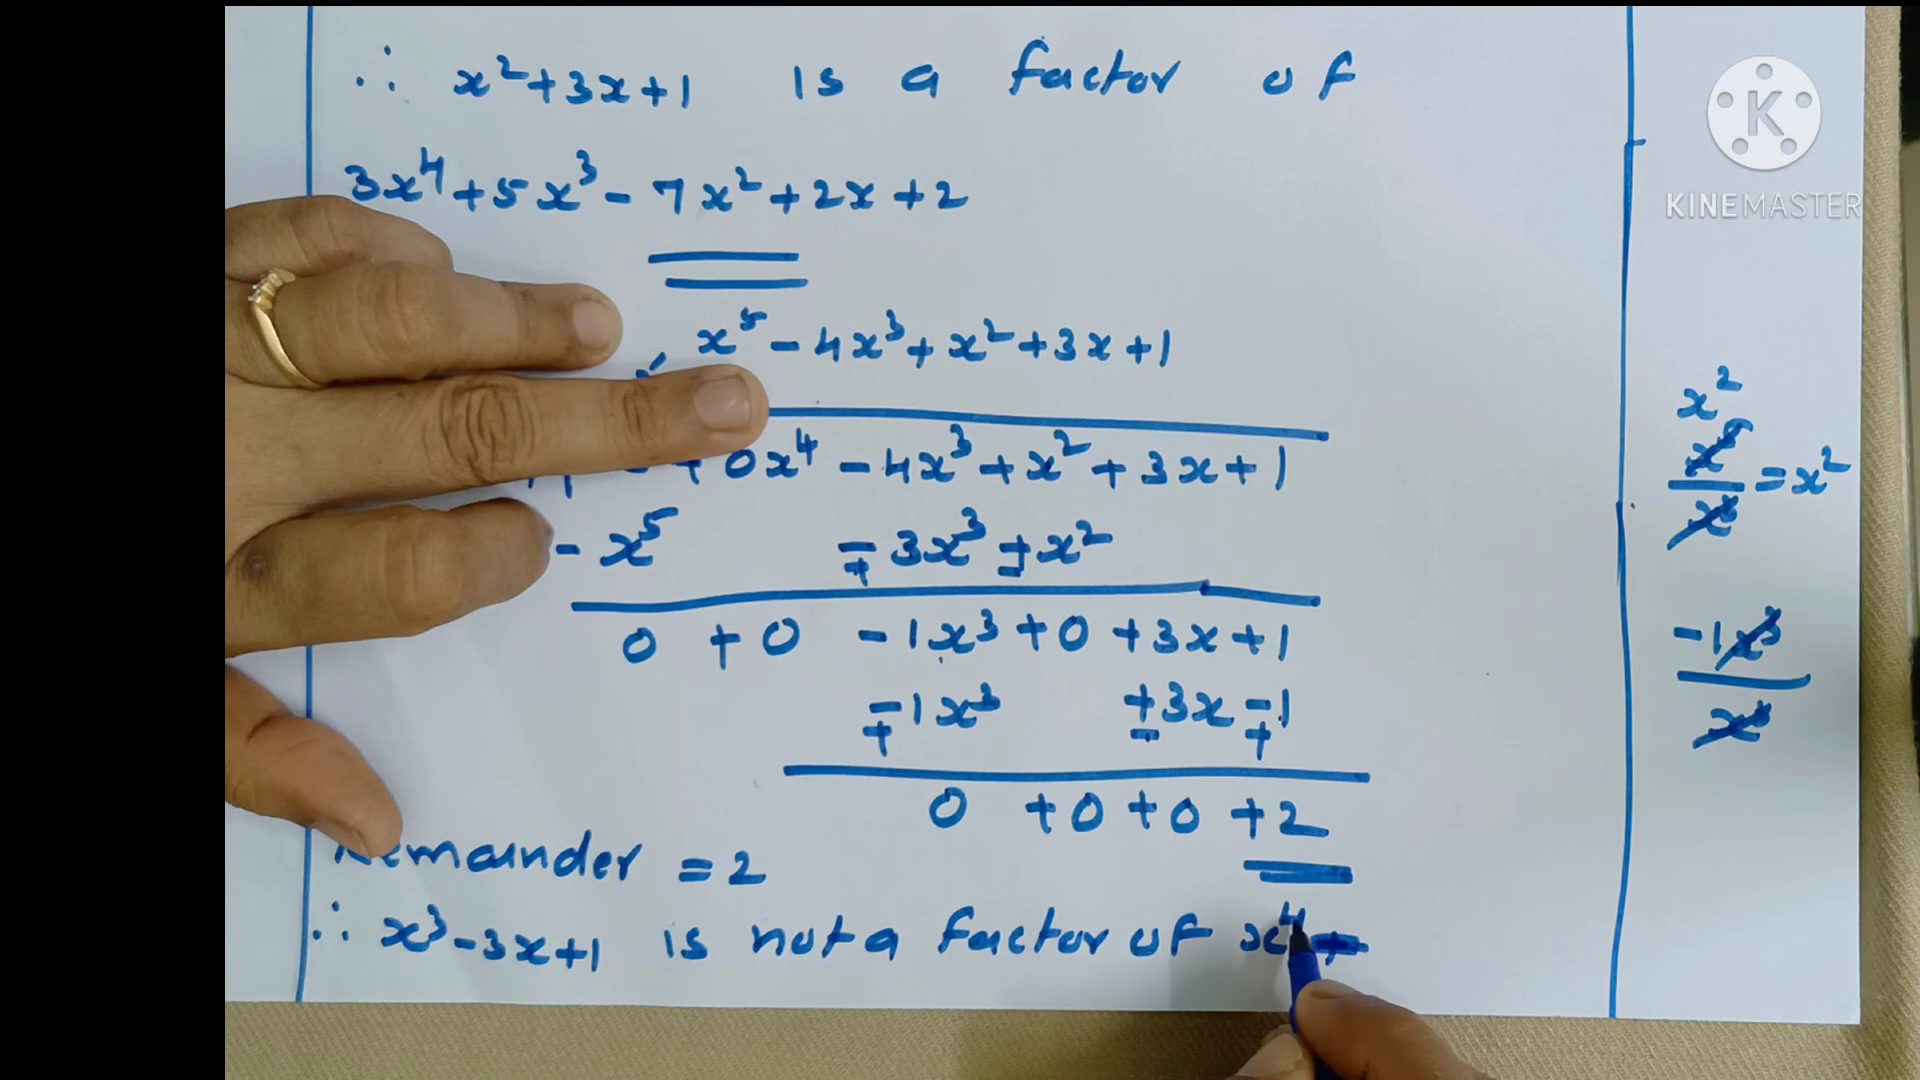 ∴ x²+3x+1 is a factor of
3x⁴+5x³-7x²+2x+2
x⁵-4x³+x²+3x+1
+0x⁴-4x³+x²+3x+1
-x⁵ -3x³+x²
+ -
0 +0 -1x³+0+3x+1
-1x³ +3x-1
+ - +
0 +0+0+2
Remainder = 2
∴ x³-3x+1 is not a factor of x⁴
x²
x⁵
x³
=x²
-1x³
x³
KINEMASTER